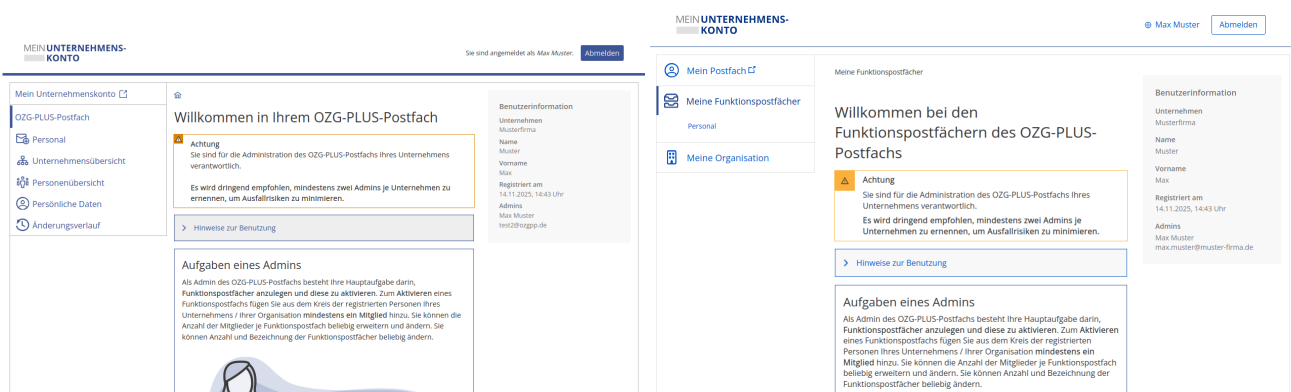 MEIN UNTERNEHMENS-
KONTO
Sie sind angemeldet als Max Muster.
Abmelden
Mein Unternehmenskonto
OZG-PLUS-Postfach
Personal
Unternehmensübersicht
Personenübersicht
Persönliche Daten
Änderungsverlauf
Willkommen in Ihrem OZG-PLUS-Postfach
Achtung
Sie sind für die Administration des OZG-PLUS-Postfachs Ihres Unternehmens
verantwortlich.
Es wird dringend empfohlen, mindestens zwei Admins je Unternehmen zu
ernennen, um Ausfallrisiken zu minimieren.
Hinweise zur Benutzung
Aufgaben eines Admins
Als Admin des OZG-PLUS-Postfachs besteht Ihre Hauptaufgabe darin,
Funktionspostfächer anzulegen und diese zu aktivieren. Zum Aktivieren eines
Funktionspostfachs fügen Sie aus dem Kreis der registrierten Personen Ihres
Unternehmens / Ihrer Organisation mindestens ein Mitglied hinzu. Sie können die
Anzahl der Mitglieder je Funktionspostfach beliebig erweitern und ändern. Sie
können Anzahl und Bezeichnung der Funktionspostfächer beliebig ändern.
Benutzerinformation
Unternehmen
Musterfirma
Name
Muster
Vorname
Max
Registriert am
14.11.2025, 14:43 Uhr
Admins
Max Muster
test2@ozgpp.de
MEIN UNTERNEHMENS-
KONTO
Max Muster
Abmelden
Mein Postfach
Meine Funktionspostfächer
Personal
Meine Organisation
Meine Funktionspostfächer
Willkommen bei den
Funktionspostfächern des OZG-PLUS-
Postfachs
Achtung
Sie sind für die Administration des OZG-PLUS-Postfachs Ihres
Unternehmens verantwortlich.
Es wird dringend empfohlen, mindestens zwei Admins je
Unternehmen zu ernennen, um Ausfallrisiken zu minimieren.
Hinweise zur Benutzung
Aufgaben eines Admins
Als Admin des OZG-PLUS-Postfachs besteht Ihre Hauptaufgabe darin,
Funktionspostfächer anzulegen und diese zu aktivieren. Zum Aktivieren
eines Funktionspostfachs fügen Sie aus dem Kreis der registrierten
Personen Ihres Unternehmens / Ihrer Organisation mindestens ein
Mitglied hinzu. Sie können die Anzahl der Mitglieder je Funktionspostfach
beliebig erweitern und ändern. Sie können Anzahl und Bezeichnung der
Funktionspostfächer beliebig ändern.
Benutzerinformation
Unternehmen
Musterfirma
Name
Muster
Vorname
Max
Registriert am
14.11.2025, 14:43 Uhr
Admins
Max Muster
max.muster@muster-firma.de